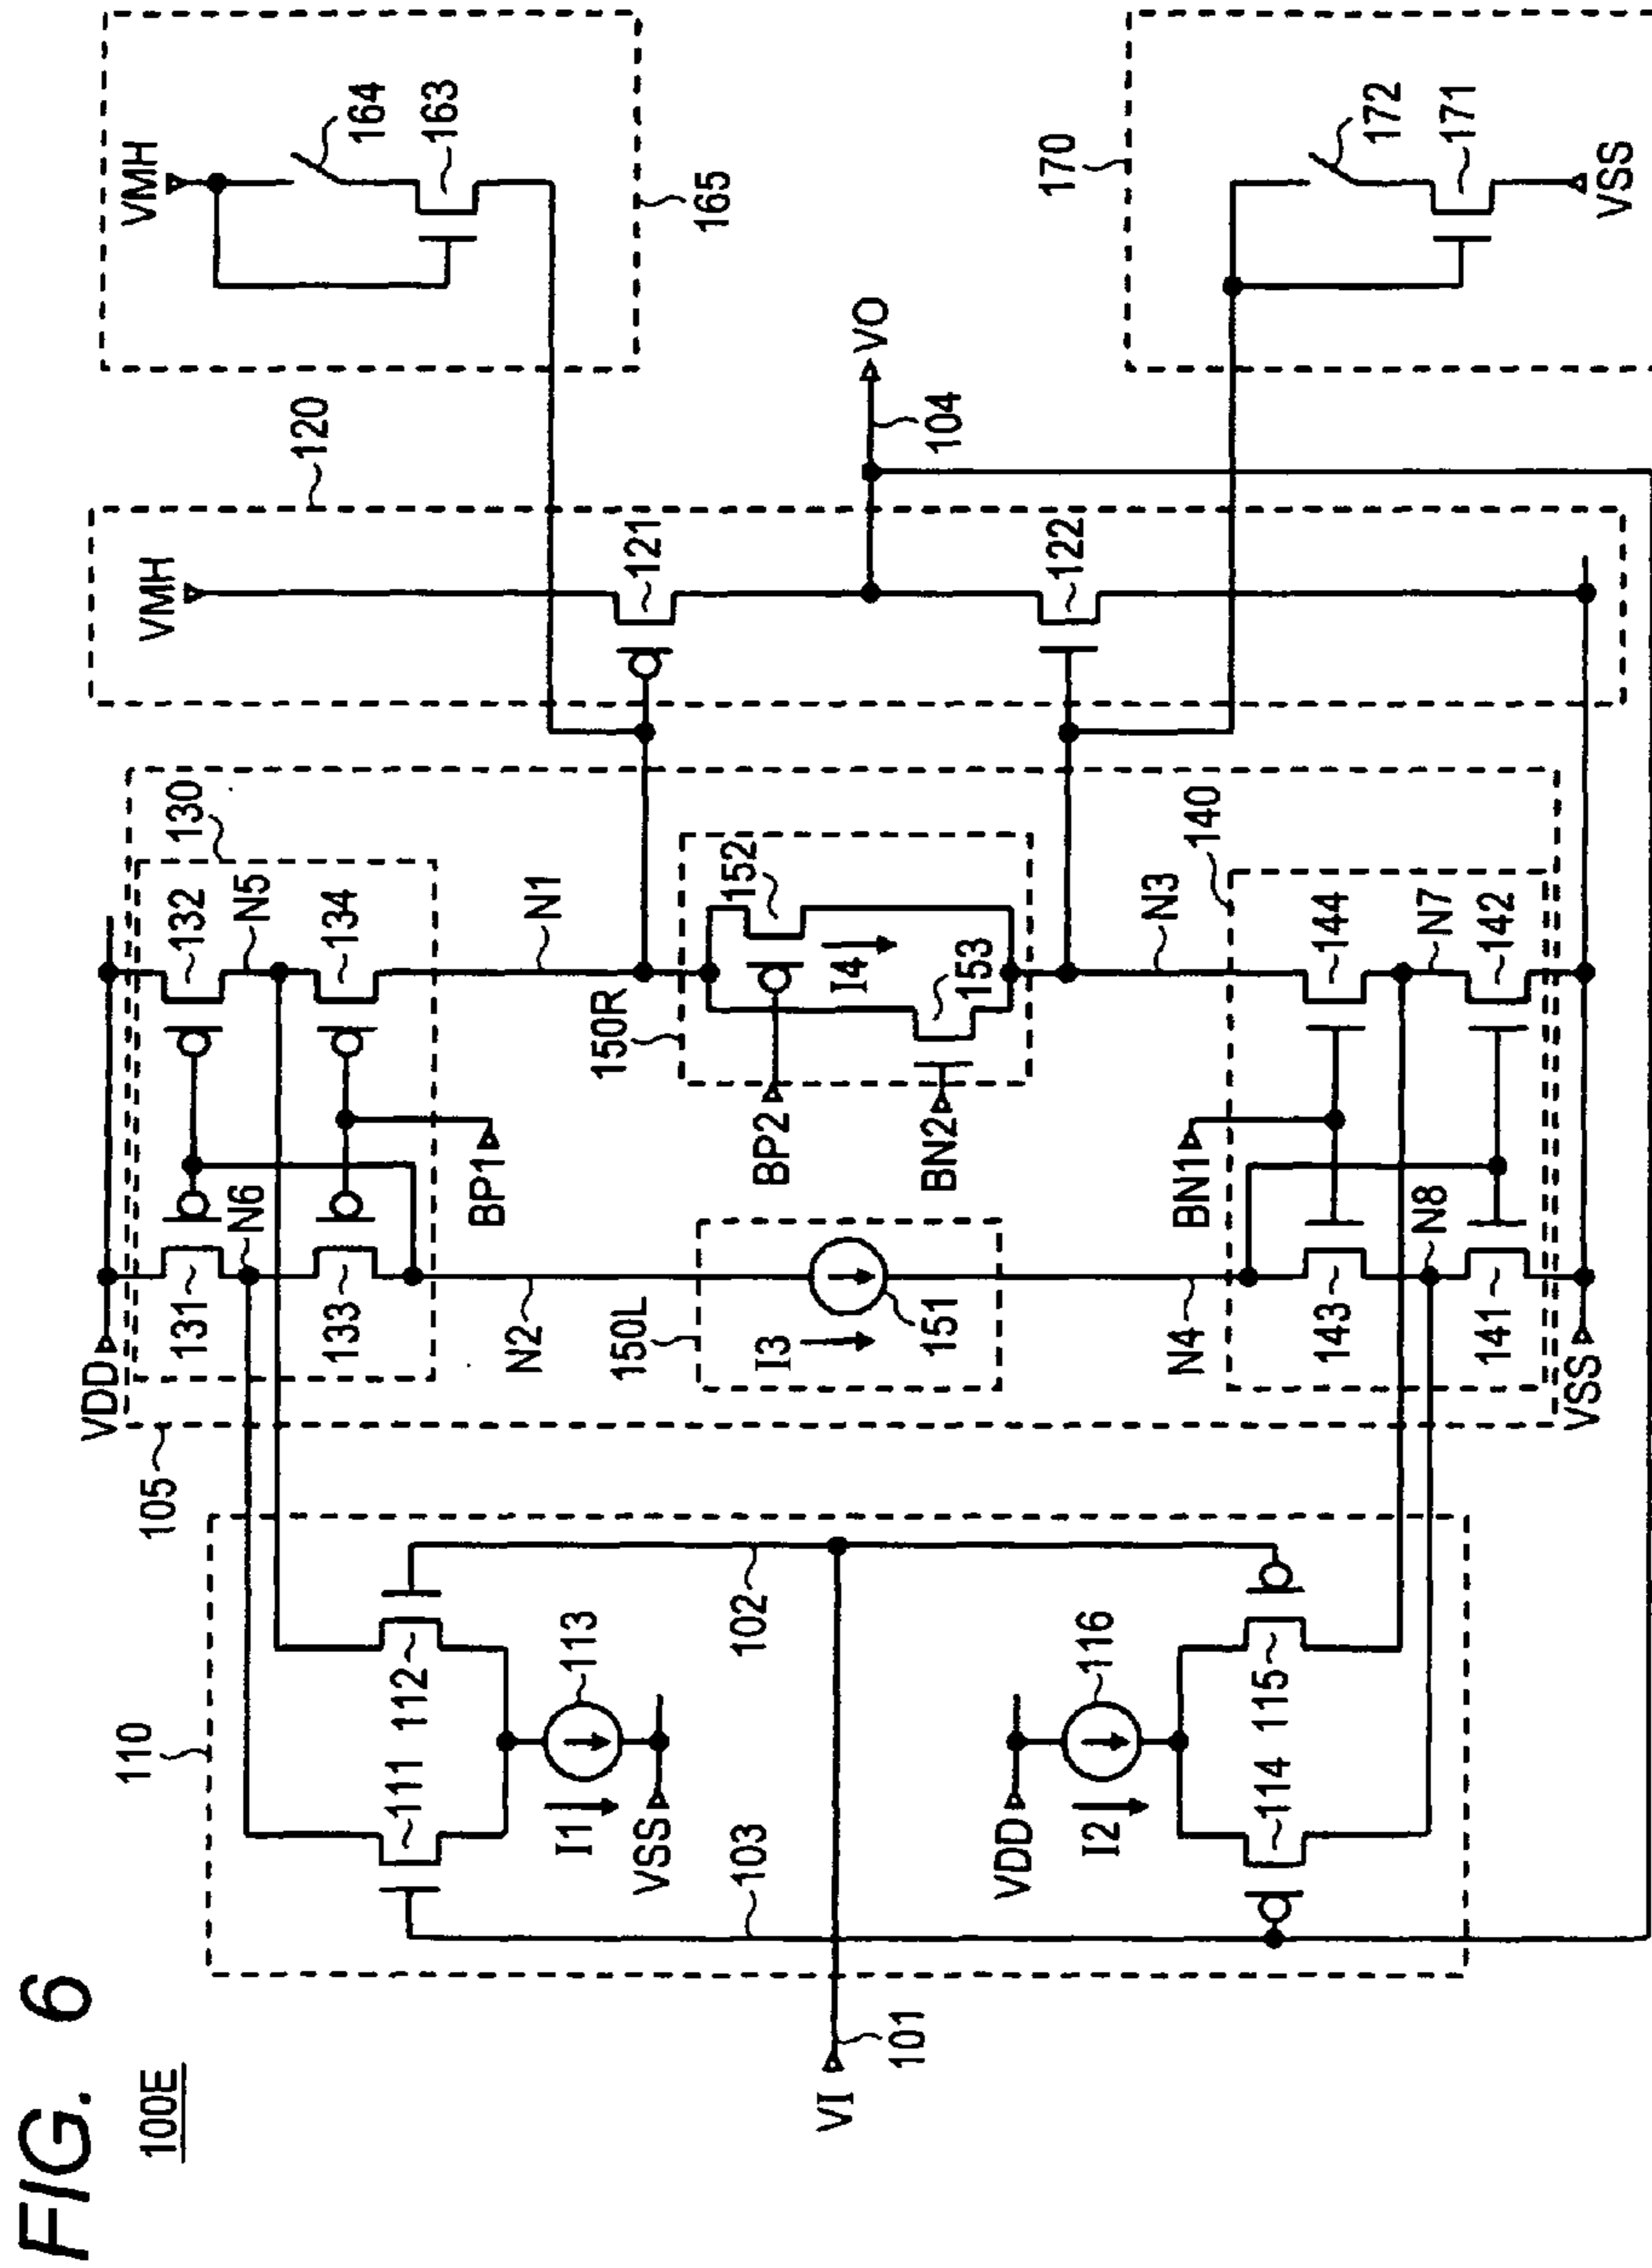 FIG. 6
100E
VI
101
110
102
103
111
112
113
I1
VSS
VDD
I2
116
114
115
105
VDD
130
131
132
N5
N6
133
134
BP1
N1
N2
150L
I3
151
150R
152
I4
153
BP2
BN2
N3
N4
140
BN1
143
144
N7
N8
141
142
VSS
120
VMH
121
122
VO
104
165
VMH
164
163
170
172
171
VSS